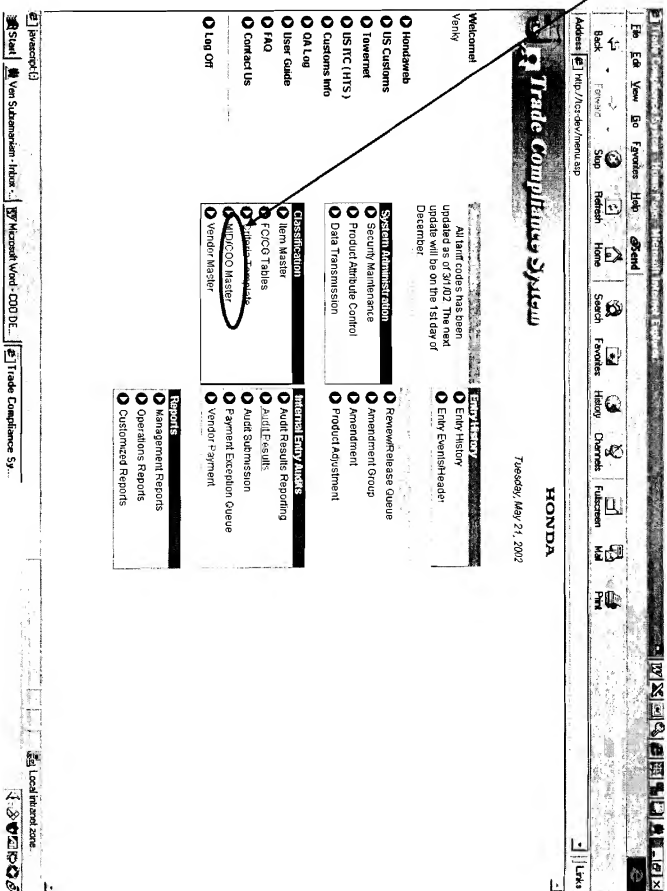 File Edit View Go Favorites Help Send
Back Forward Stop Refresh Home Search Favorites History Channels Fullscreen Mail Print
Address http://tcs-dev/menu.asp Links
Trade Compliance System
HONDA
Tuesday, May 21, 2002
Welcome!
Venky
Hondaweb
US Customs
Towernet
US ITC (HTS)
Customs Info
QA Log
User Guide
FAQ
Contact Us
Log Off
All tariff codes has been
updated as of 3/1/02. The next
update will be on the 1st day of
December
System Administration
Security Maintenance
Product Attribute Control
Data Transmission
Classification
Item Master
FC/CG Tables
Criteria Template
MID/COO Master
Vendor Master
Entry History
Entry History
Entry Events/Header
Review/Release Queue
Amendment Group
Amendment
Product Adjustment
Internal Entry Audits
Audit Results Reporting
Audit Results
Audit Submission
Payment Exception Queue
Vendor Payment
Reports
Management Reports
Operations Reports
Customized Reports
javascript:{} Local intranet zone
Start Ven Subramaniam - Inbox -... Microsoft Word - COO DE... Trade Compliance Sy...